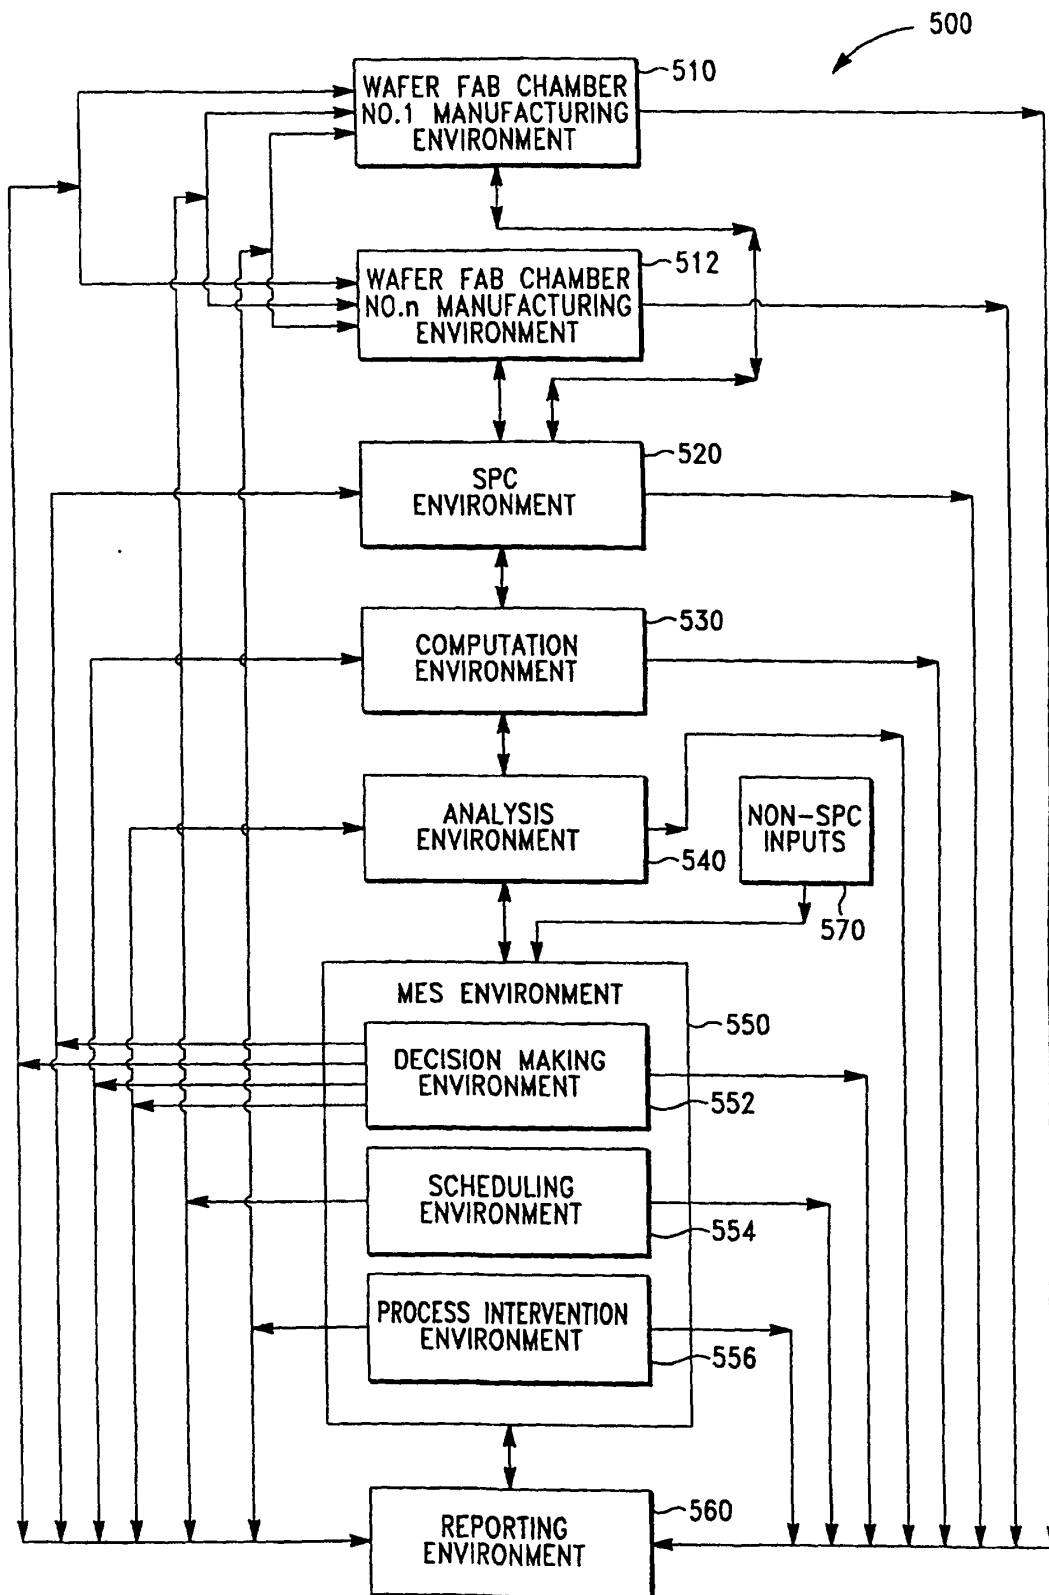 500
WAFER FAB CHAMBER
NO.1 MANUFACTURING
ENVIRONMENT
510
WAFER FAB CHAMBER
NO.n MANUFACTURING
ENVIRONMENT
512
SPC
ENVIRONMENT
520
COMPUTATION
ENVIRONMENT
530
ANALYSIS
ENVIRONMENT
540
NON-SPC
INPUTS
570
MES ENVIRONMENT
550
DECISION MAKING
ENVIRONMENT
552
SCHEDULING
ENVIRONMENT
554
PROCESS INTERVENTION
ENVIRONMENT
556
REPORTING
ENVIRONMENT
560